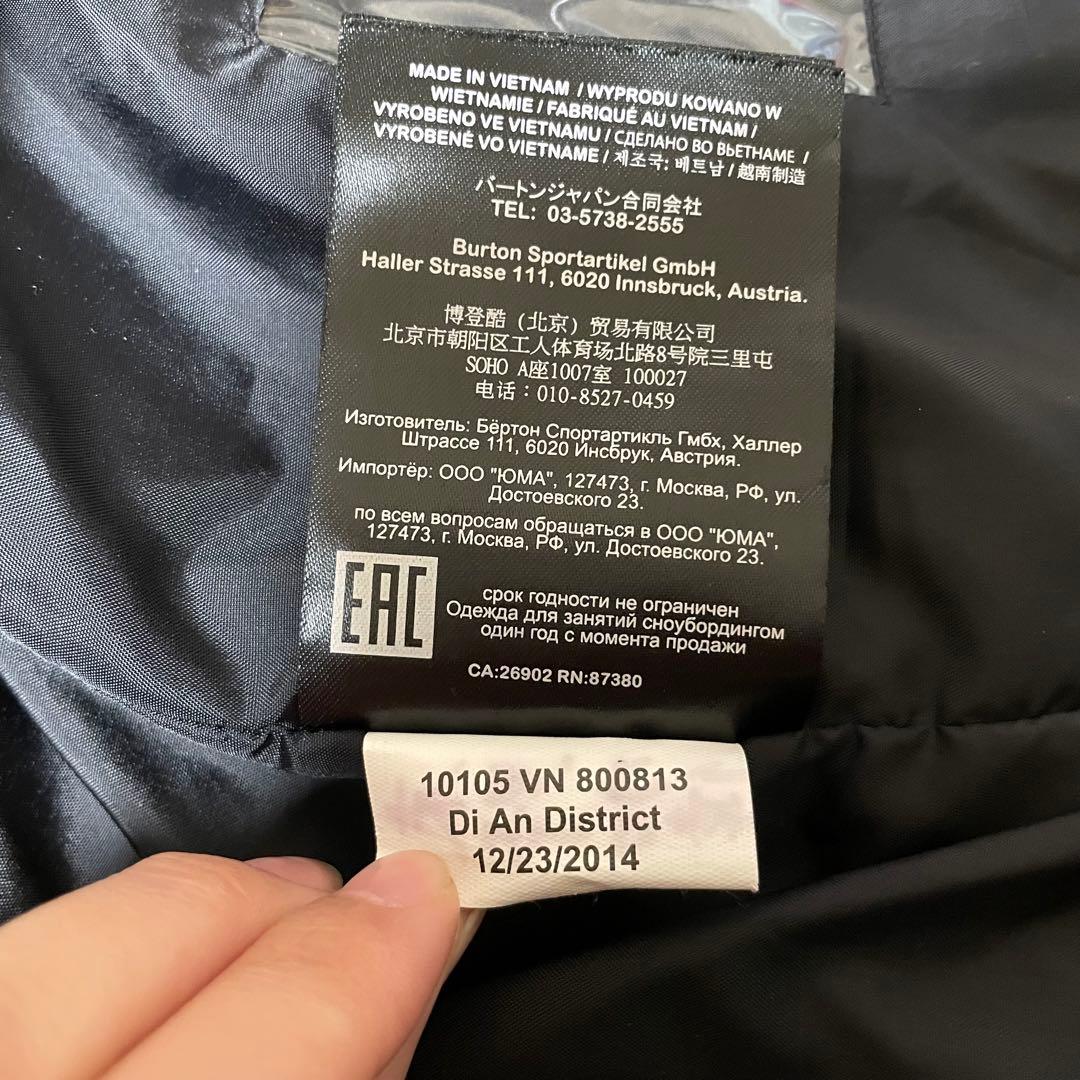 MADE IN VIETNAM / WYPRODU KOWANO W
WIETNAMIE / FABRIQUÉ AU VIETNAM /
VYROBENO VE VIETNAMU / СДЕЛАНО ВО ВЬЕТНАМЕ /
VYROBENÉ VO VIETNAME / 제조국: 베트남 / 越南制造
バートンジャパン合同会社
TEL: 03-5738-2555
Burton Sportartikel GmbH
Haller Strasse 111, 6020 Innsbruck, Austria.
博登酷（北京）贸易有限公司
北京市朝阳区工人体育场北路8号院三里屯
SOHO A座1007室 100027
电话：010-8527-0459
Изготовитель: Бёртон Спортартикль Гмбх, Халлер
Штрассе 111, 6020 Инсбрук, Австрия.
Импортёр: ООО "ЮМА", 127473, г. Москва, РФ, ул.
Достоевского 23.
по всем вопросам обращаться в ООО "ЮМА",
127473, г. Москва, РФ, ул. Достоевского 23.
EAC
срок годности не ограничен
Одежда для занятий сноубордингом
один год с момента продажи
CA:26902 RN:87380
10105 VN 800813
Di An District
12/23/2014